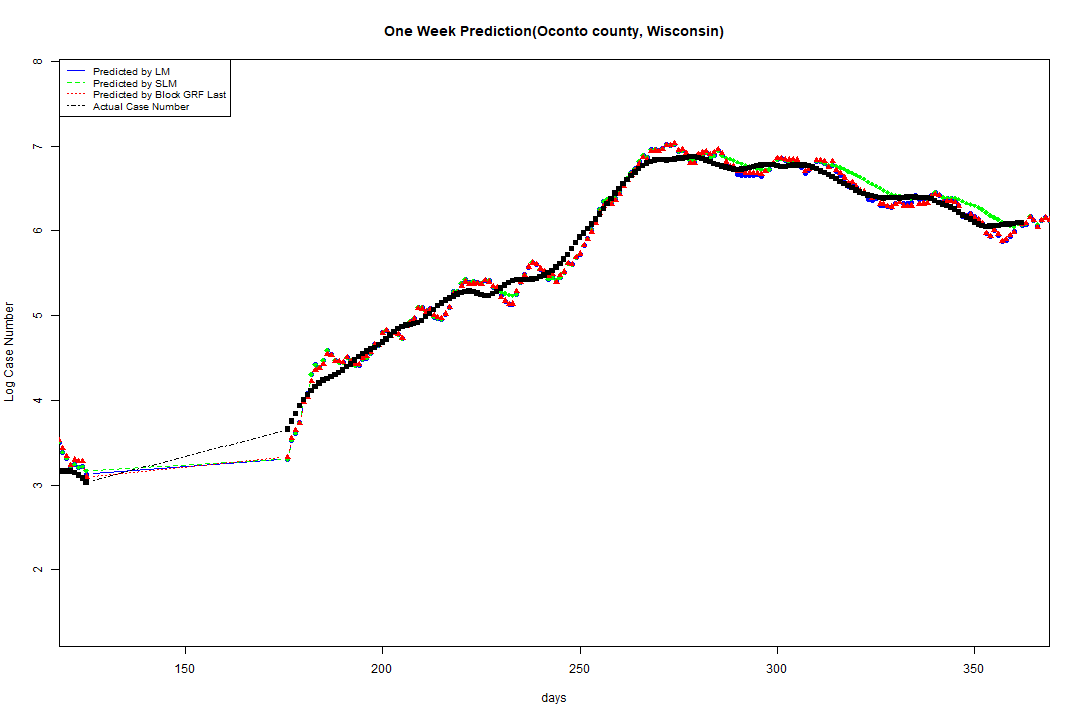 One Week Prediction(Oconto county, Wisconsin)
Predicted by LM
Predicted by SLM
Predicted by Block GRF Last
Actual Case Number
8
7
6
5
4
3
2
Log Case Number
150 200 250 300 350
days